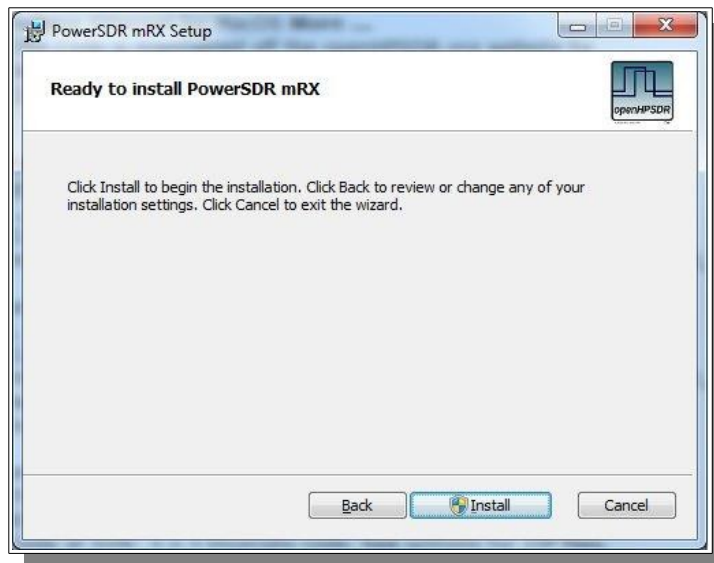 PowerSDR mRX Setup
Ready to install PowerSDR mRX
openHPSDR
Click Install to begin the installation. Click Back to review or change any of your
installation settings. Click Cancel to exit the wizard.
Back
Install
Cancel